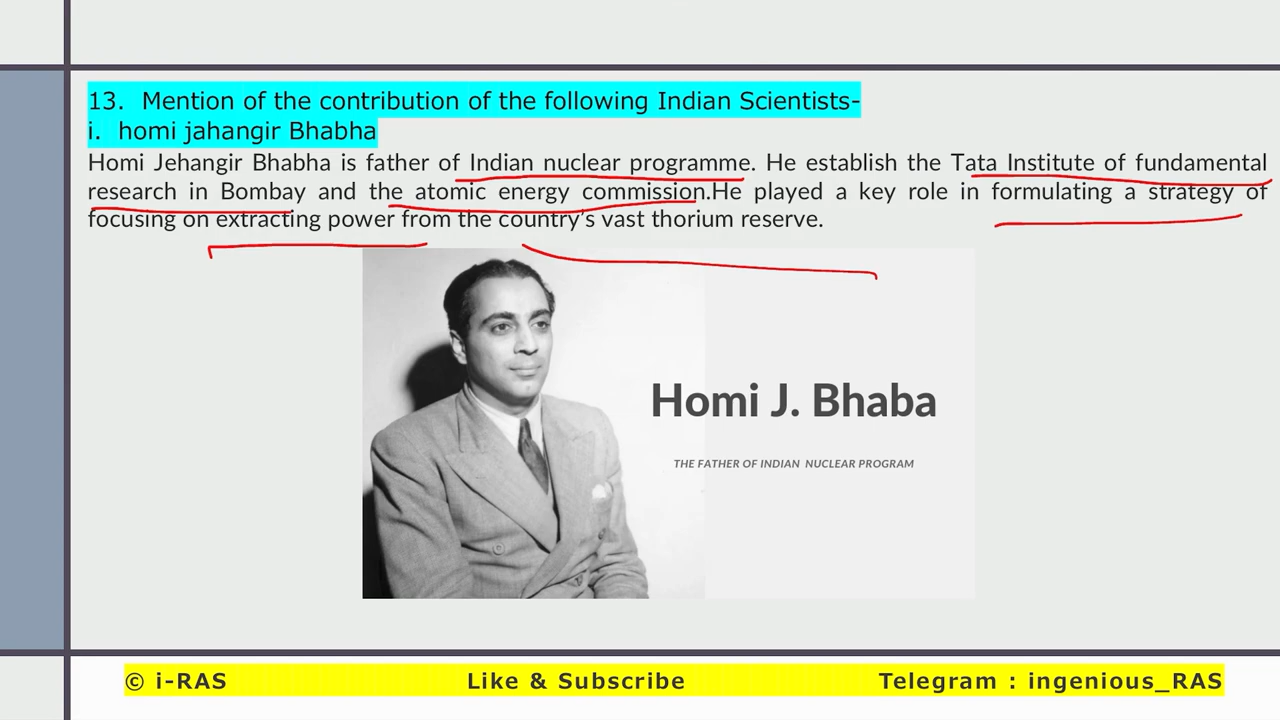 13. Mention of the contribution of the following Indian Scientists-
i. homi jahangir Bhabha
Homi Jehangir Bhabha is father of Indian nuclear programme. He establish the Tata Institute of fundamental
research in Bombay and the atomic energy commission.He played a key role in formulating a strategy of
focusing on extracting power from the country's vast thorium reserve.
Homi J. Bhaba
THE FATHER OF INDIAN NUCLEAR PROGRAM
© i-RAS Like & Subscribe Telegram : ingenious_RAS